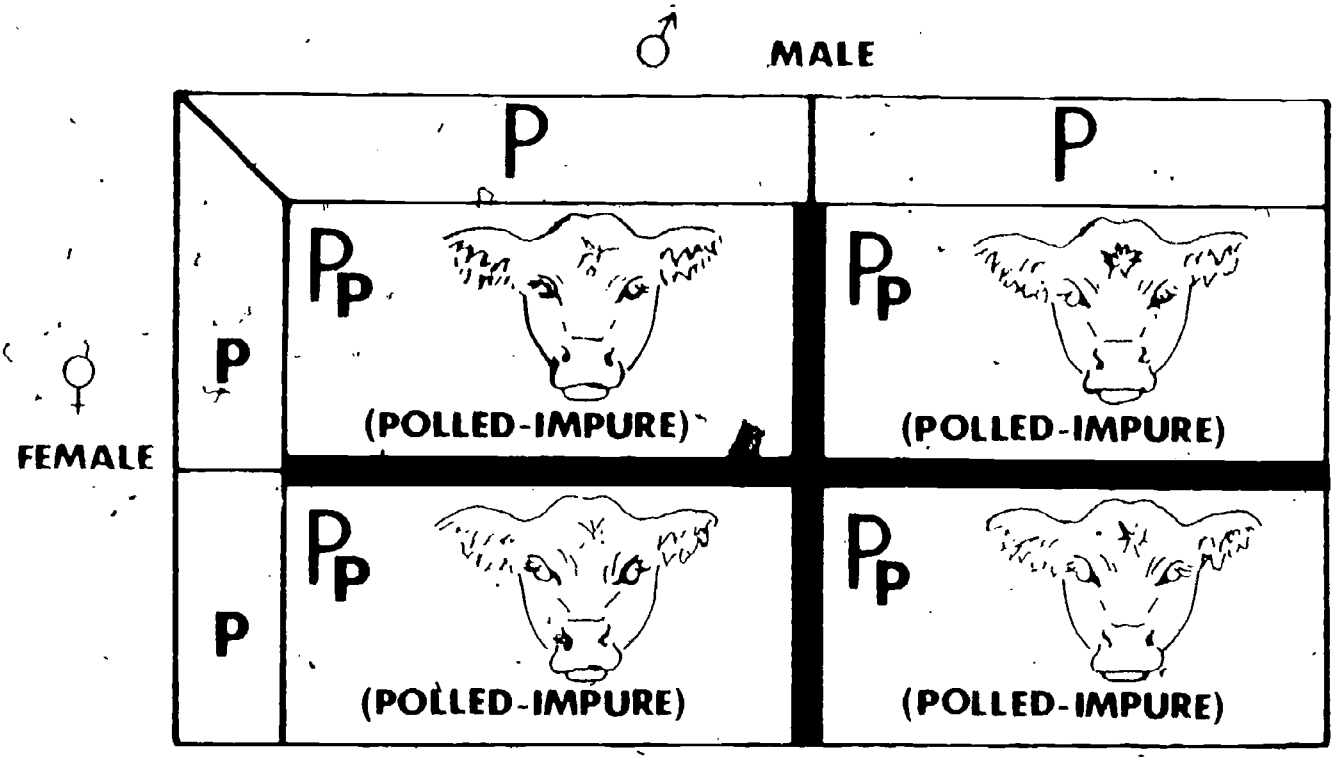 ♂ MALE
P P
Pp Pp
p
(POLLED-IMPURE) (POLLED-IMPURE)
♀
FEMALE
Pp Pp
p
(POLLED-IMPURE) (POLLED-IMPURE)